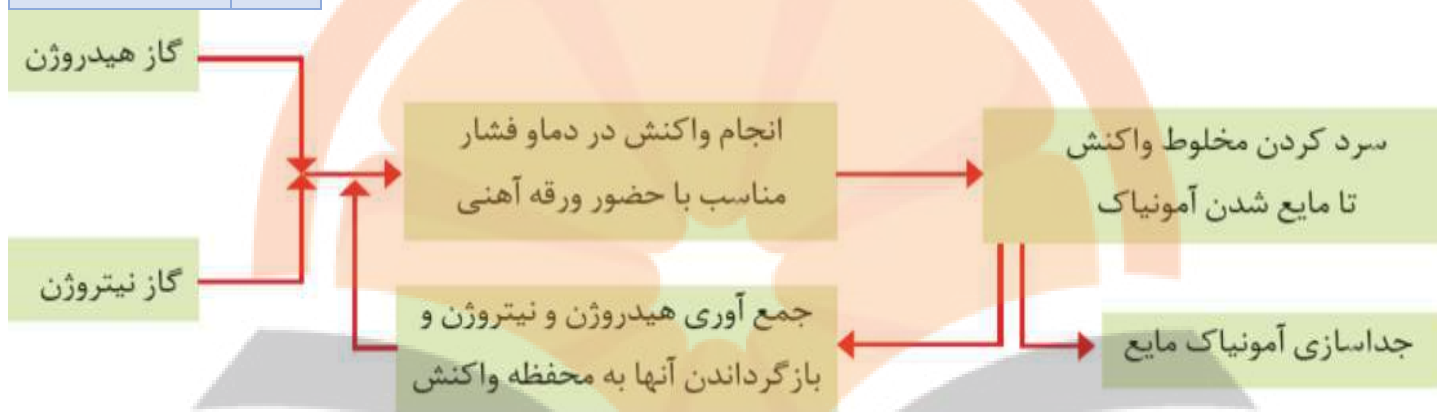 گاز هیدروژن
گاز نیتروژن
انجام واکنش در دماو فشار
مناسب با حضور ورقه آهنی
سرد کردن مخلوط واکنش
تا مایع شدن آمونیاک
جمع آوری هیدروژن و نیتروژن و
بازگرداندن آنها به محفظه واکنش
جداسازی آمونیاک مایع